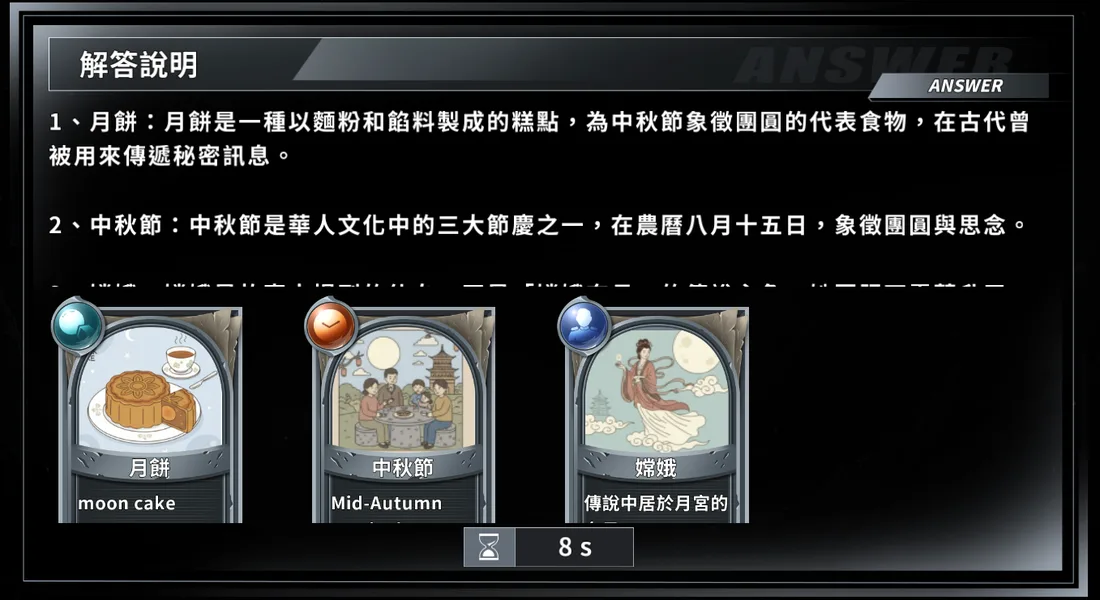 解答說明
ANSWER
ANSWER
1、月餅：月餅是一種以麵粉和餡料製成的糕點，為中秋節象徵團圓的代表食物，在古代曾
被用來傳遞秘密訊息。
2、中秋節：中秋節是華人文化中的三大節慶之一，在農曆八月十五日，象徵團圓與思念。
月餅
moon cake
中秋節
Mid-Autumn
嫦娥
傳說中居於月宮的
8 s